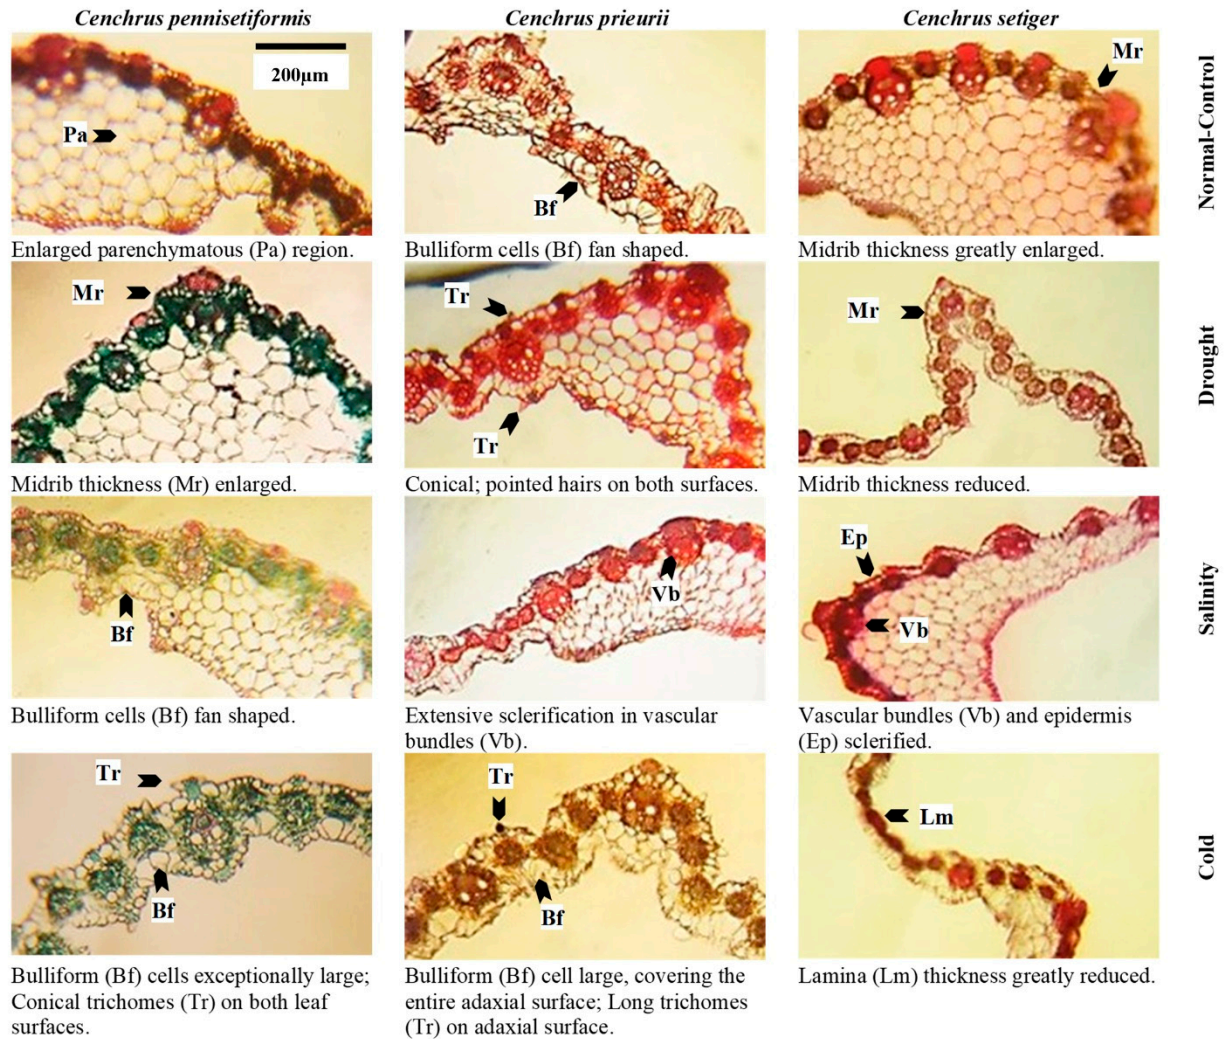 Cenchrus pennisetiformis
Cenchrus prieurii
Cenchrus setiger
200μm
Pa
Bf
Mr
Normal-Control
Enlarged parenchymatous (Pa) region.
Bulliform cells (Bf) fan shaped.
Midrib thickness greatly enlarged.
Mr
Tr
Tr
Mr
Drought
Midrib thickness (Mr) enlarged.
Conical; pointed hairs on both surfaces.
Midrib thickness reduced.
Bf
Vb
Ep
Vb
Salinity
Bulliform cells (Bf) fan shaped.
Extensive sclerification in vascular
bundles (Vb).
Vascular bundles (Vb) and epidermis
(Ep) sclerified.
Tr
Bf
Tr
Bf
Lm
Cold
Bulliform (Bf) cells exceptionally large;
Conical trichomes (Tr) on both leaf
surfaces.
Bulliform (Bf) cell large, covering the
entire adaxial surface; Long trichomes
(Tr) on adaxial surface.
Lamina (Lm) thickness greatly reduced.